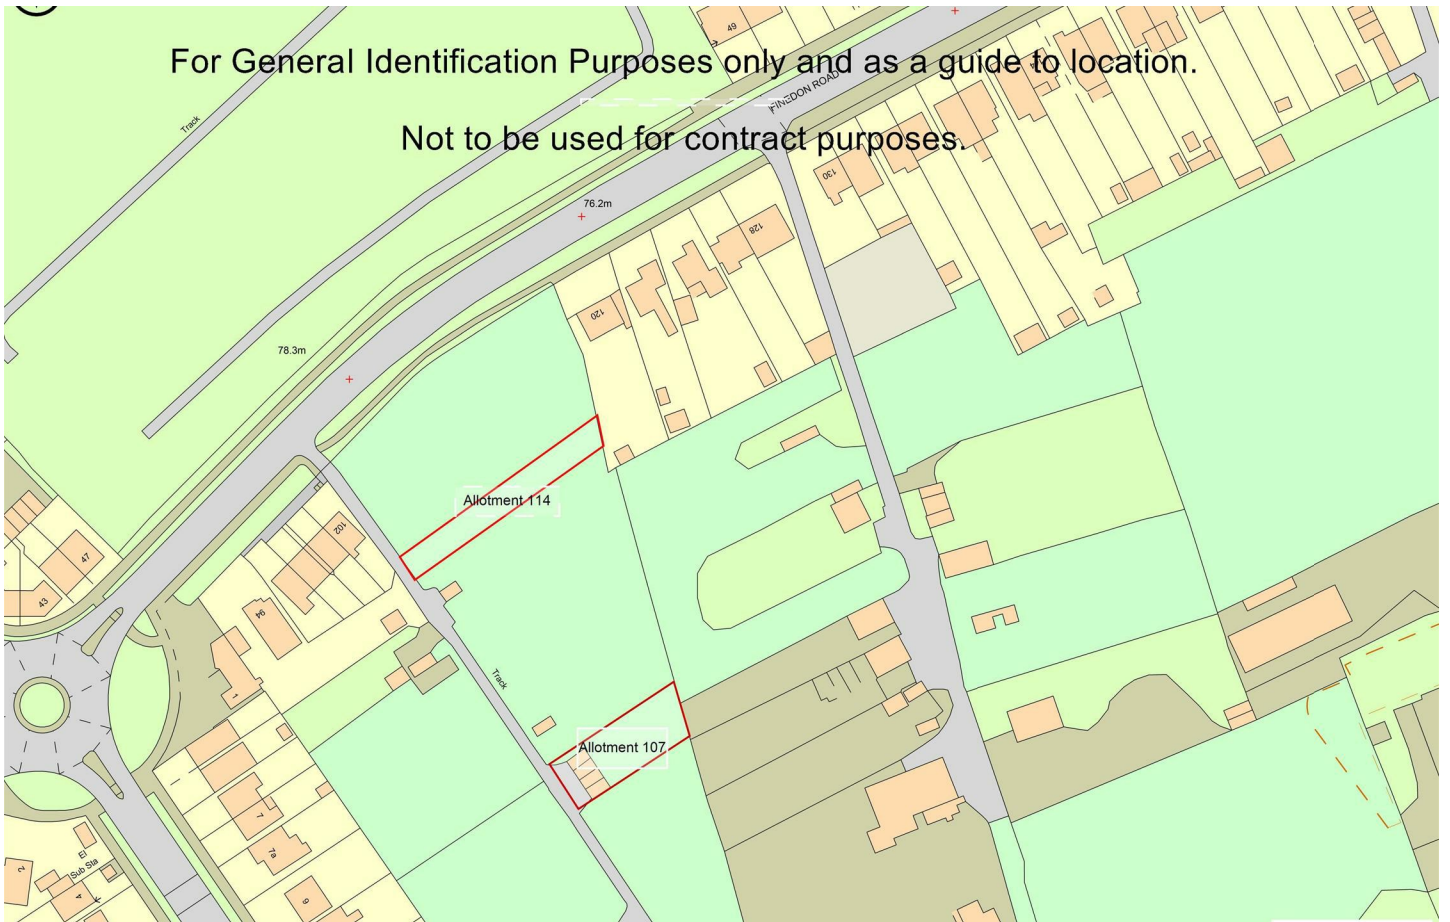 49
For General Identification Purposes only and as a guide to location.
FINEDON ROAD
Track
Not to be used for contract purposes.
130
76.2m
128
120
78.3m
Allotment 114
102
47
43
94
Track
1
Allotment 107
7
7a
El
Sub Sta
2
4
9